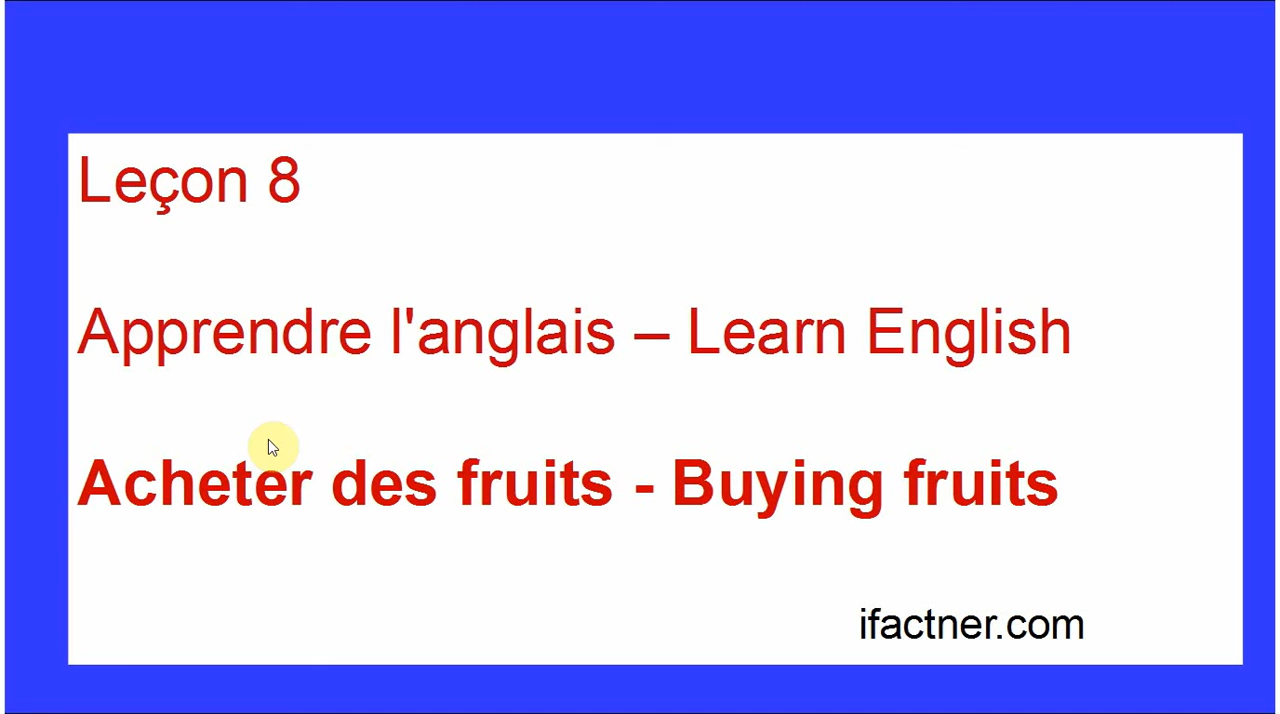 Leçon 8
Apprendre l'anglais – Learn English
Acheter des fruits - Buying fruits
ifactner.com